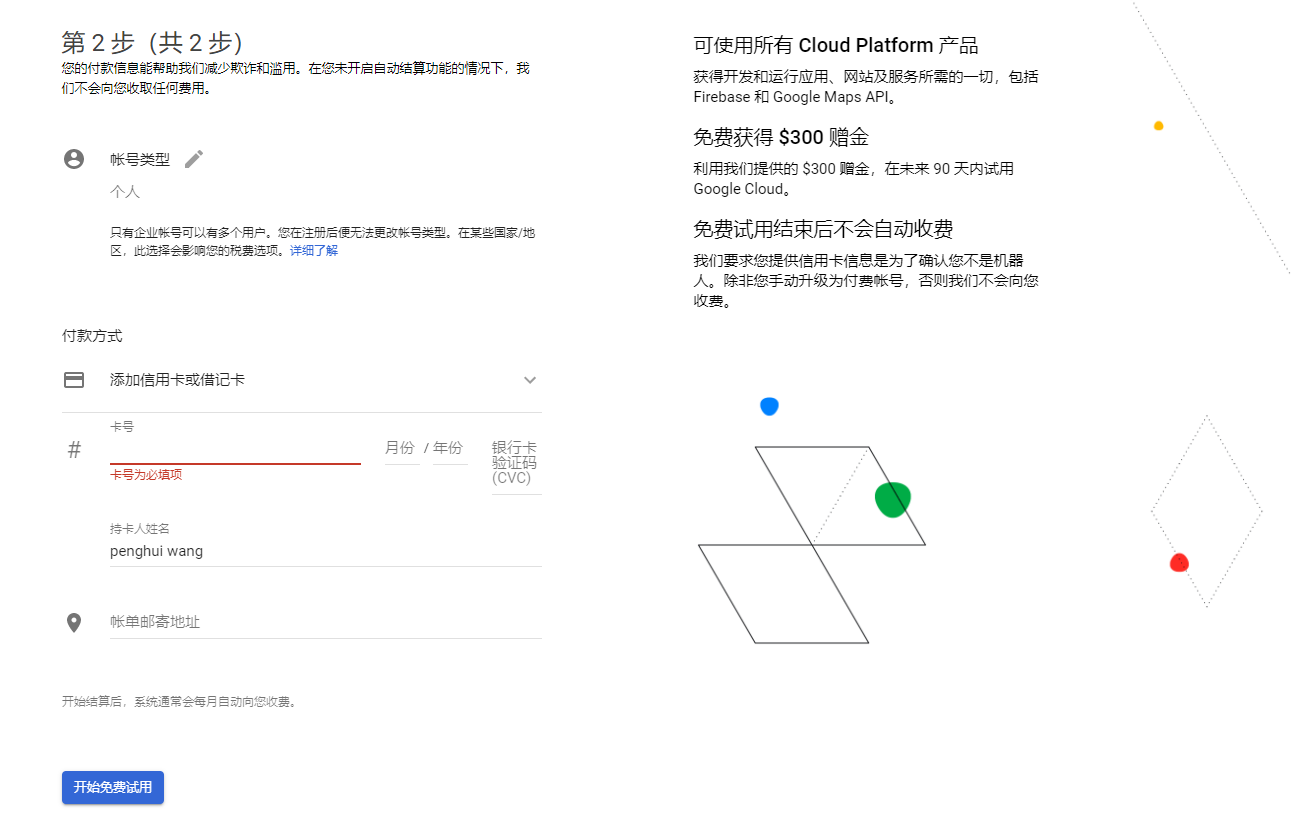 第 2 步（共 2 步）
您的付款信息能帮助我们减少欺诈和滥用。在您未开启自动结算功能的情况下，我
们不会向您收取任何费用。
帐号类型
个人
只有企业帐号可以有多个用户。您在注册后便无法更改帐号类型。在某些国家/地
区，此选择会影响您的税费选项。详细了解
付款方式
添加信用卡或借记卡
卡号
# 月份 / 年份 银行卡
验证码
(CVC)
卡号为必填项
持卡人姓名
penghui wang
帐单邮寄地址
开始结算后，系统通常会每月自动向您收费。
开始免费试用
可使用所有 Cloud Platform 产品
获得开发和运行应用、网站及服务所需的一切，包括
Firebase 和 Google Maps API。
免费获得 $300 赠金
利用我们提供的 $300 赠金，在未来 90 天内试用
Google Cloud。
免费试用结束后不会自动收费
我们要求您提供信用卡信息是为了确认您不是机器
人。除非您手动升级为付费帐号，否则我们不会向您
收费。